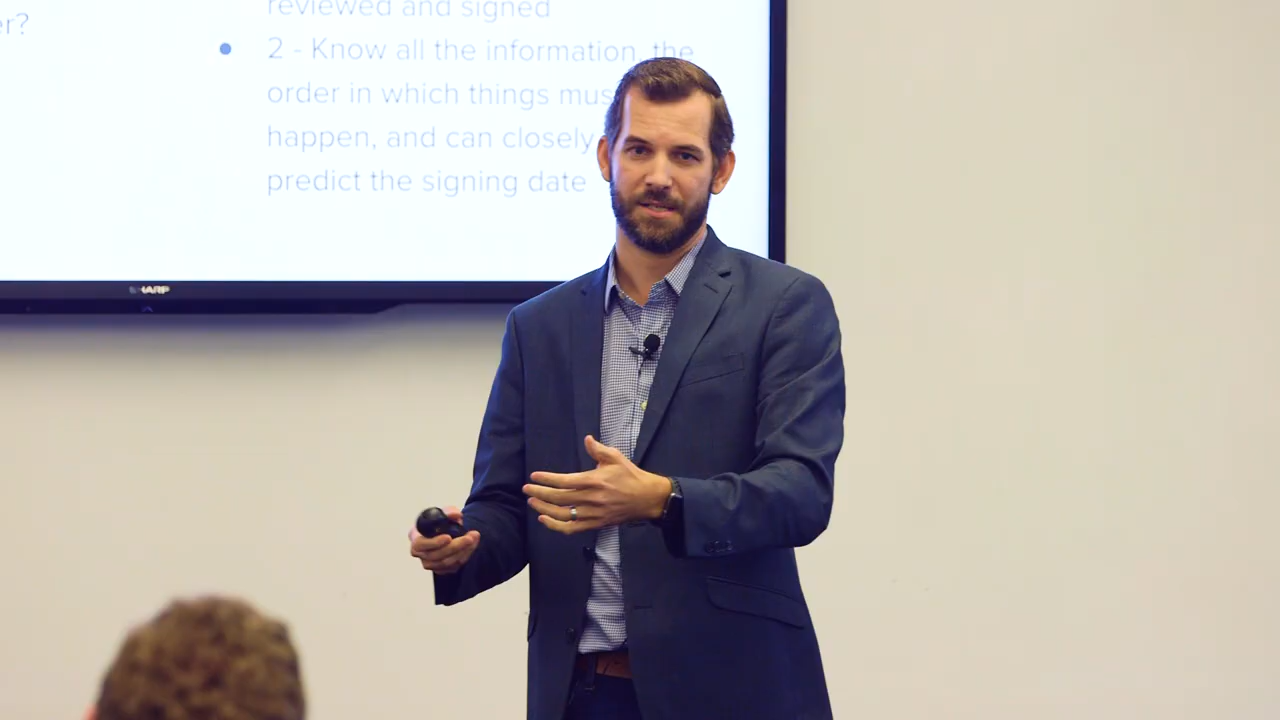 er?
reviewed and signed
2 - Know all the information, the
order in which things mus
happen, and can closely
predict the signing date
SHARP